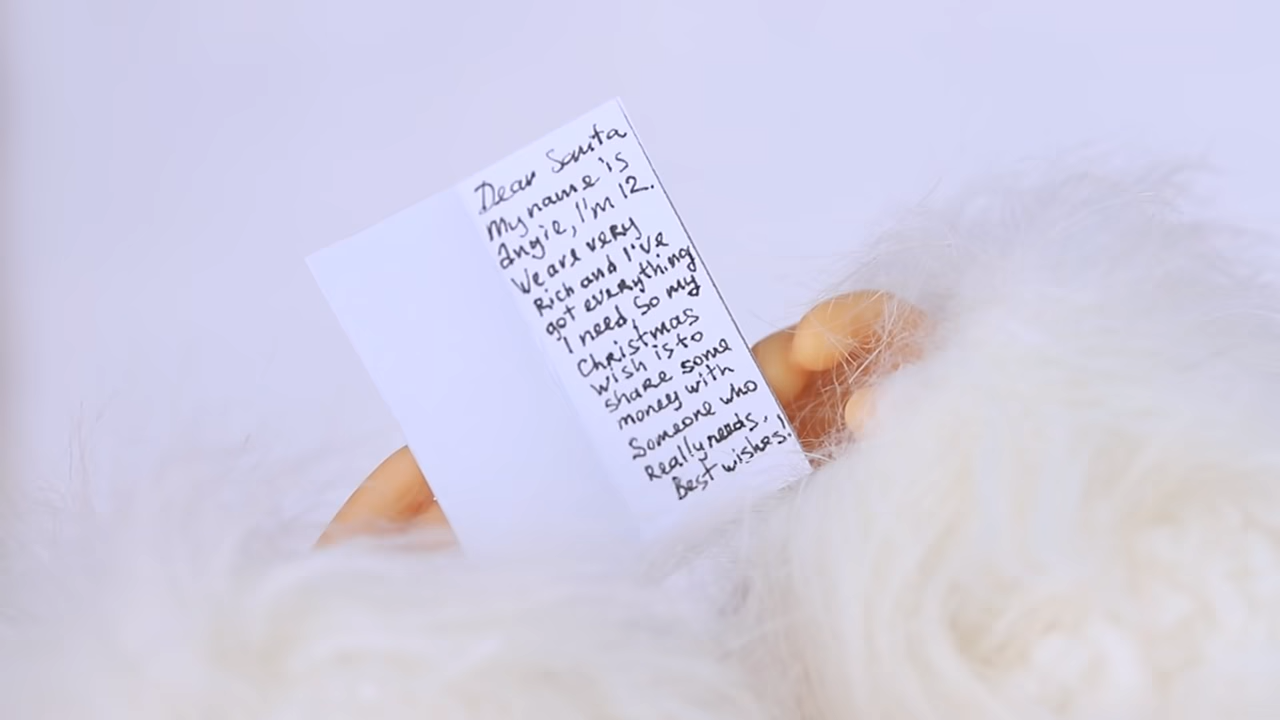 Dear Santa
My name is
Angie, I'm 12.
We are very
Rich and I've
got everything
I need, So my
Christmas
wish is to
share some
money with
Someone who
Really needs.
Best wishes!